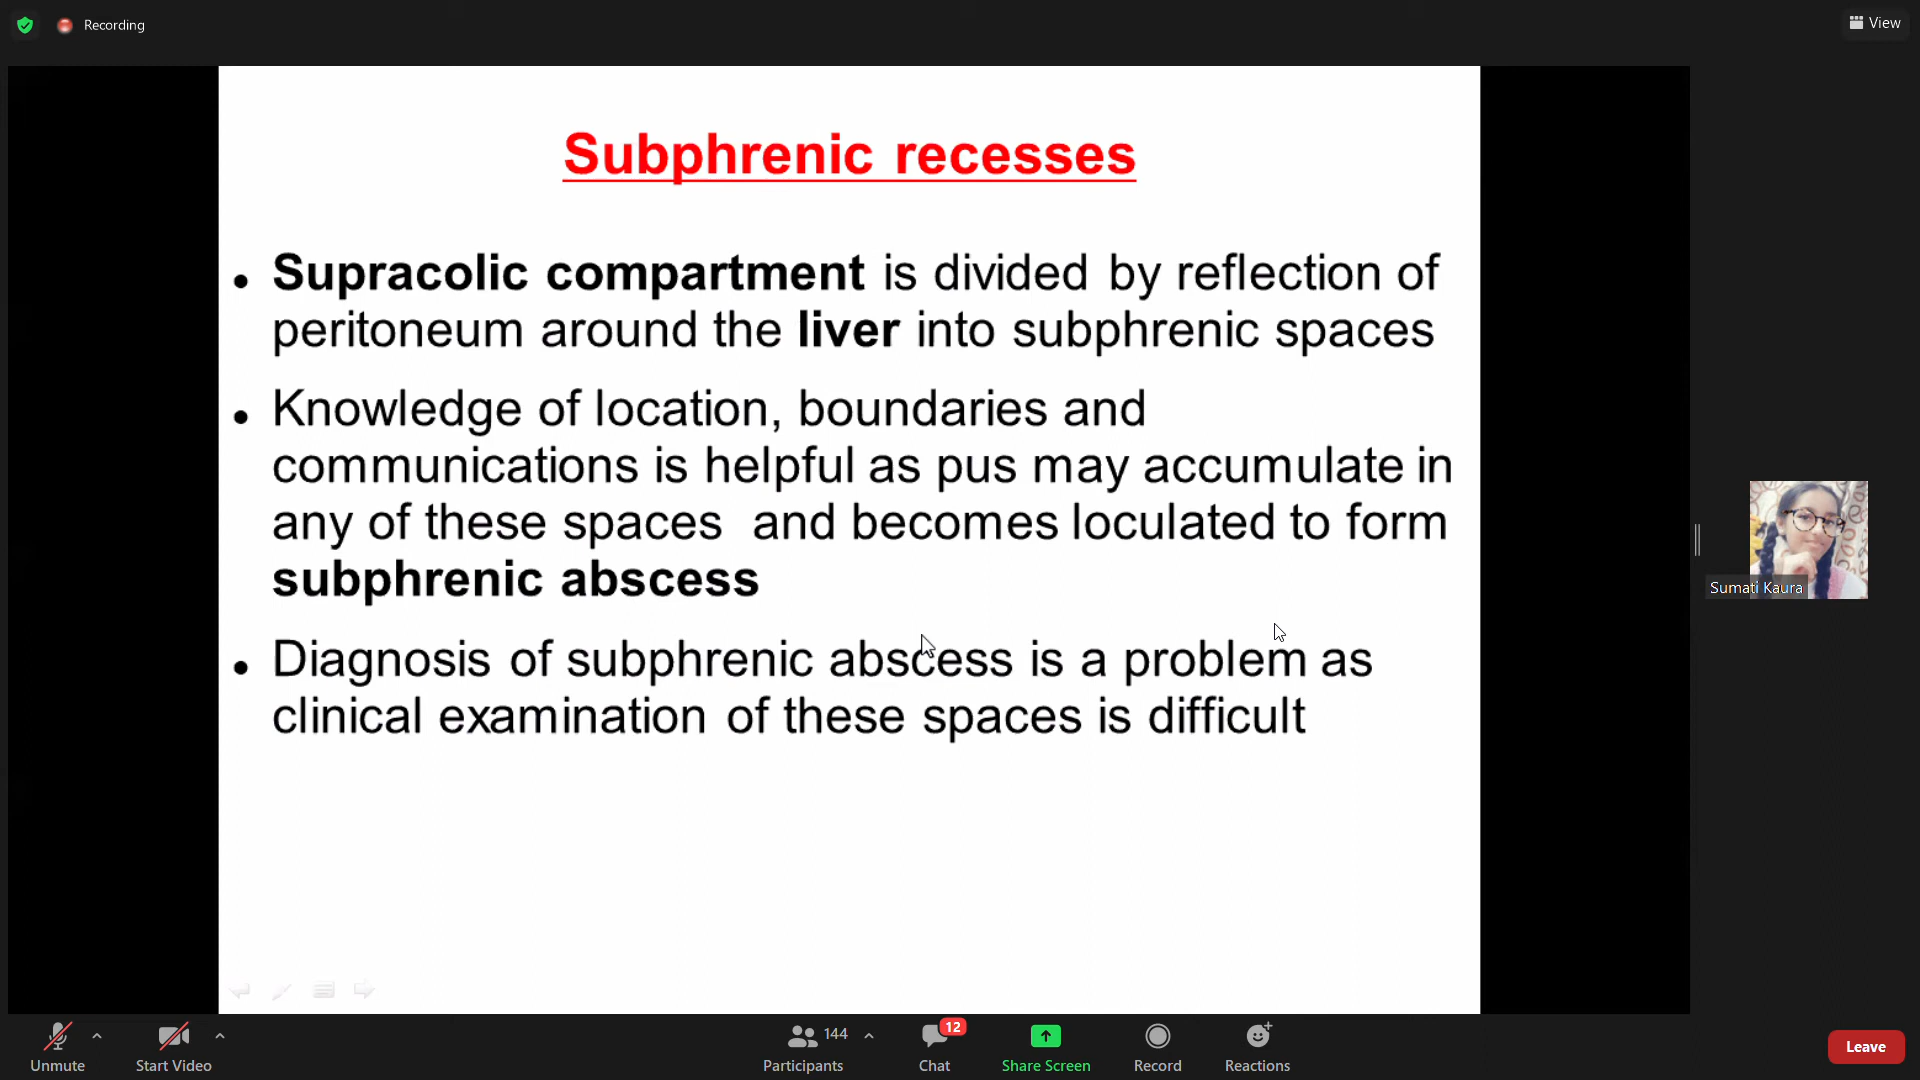 Recording
View
Subphrenic recesses
• Supracolic compartment is divided by reflection of
peritoneum around the liver into subphrenic spaces
• Knowledge of location, boundaries and
communications is helpful as pus may accumulate in
any of these spaces and becomes loculated to form
subphrenic abscess
• Diagnosis of subphrenic abscess is a problem as
clinical examination of these spaces is difficult
Sumati Kaura
Unmute
Start Video
144
Participants
12
Chat
Share Screen
Record
Reactions
Leave